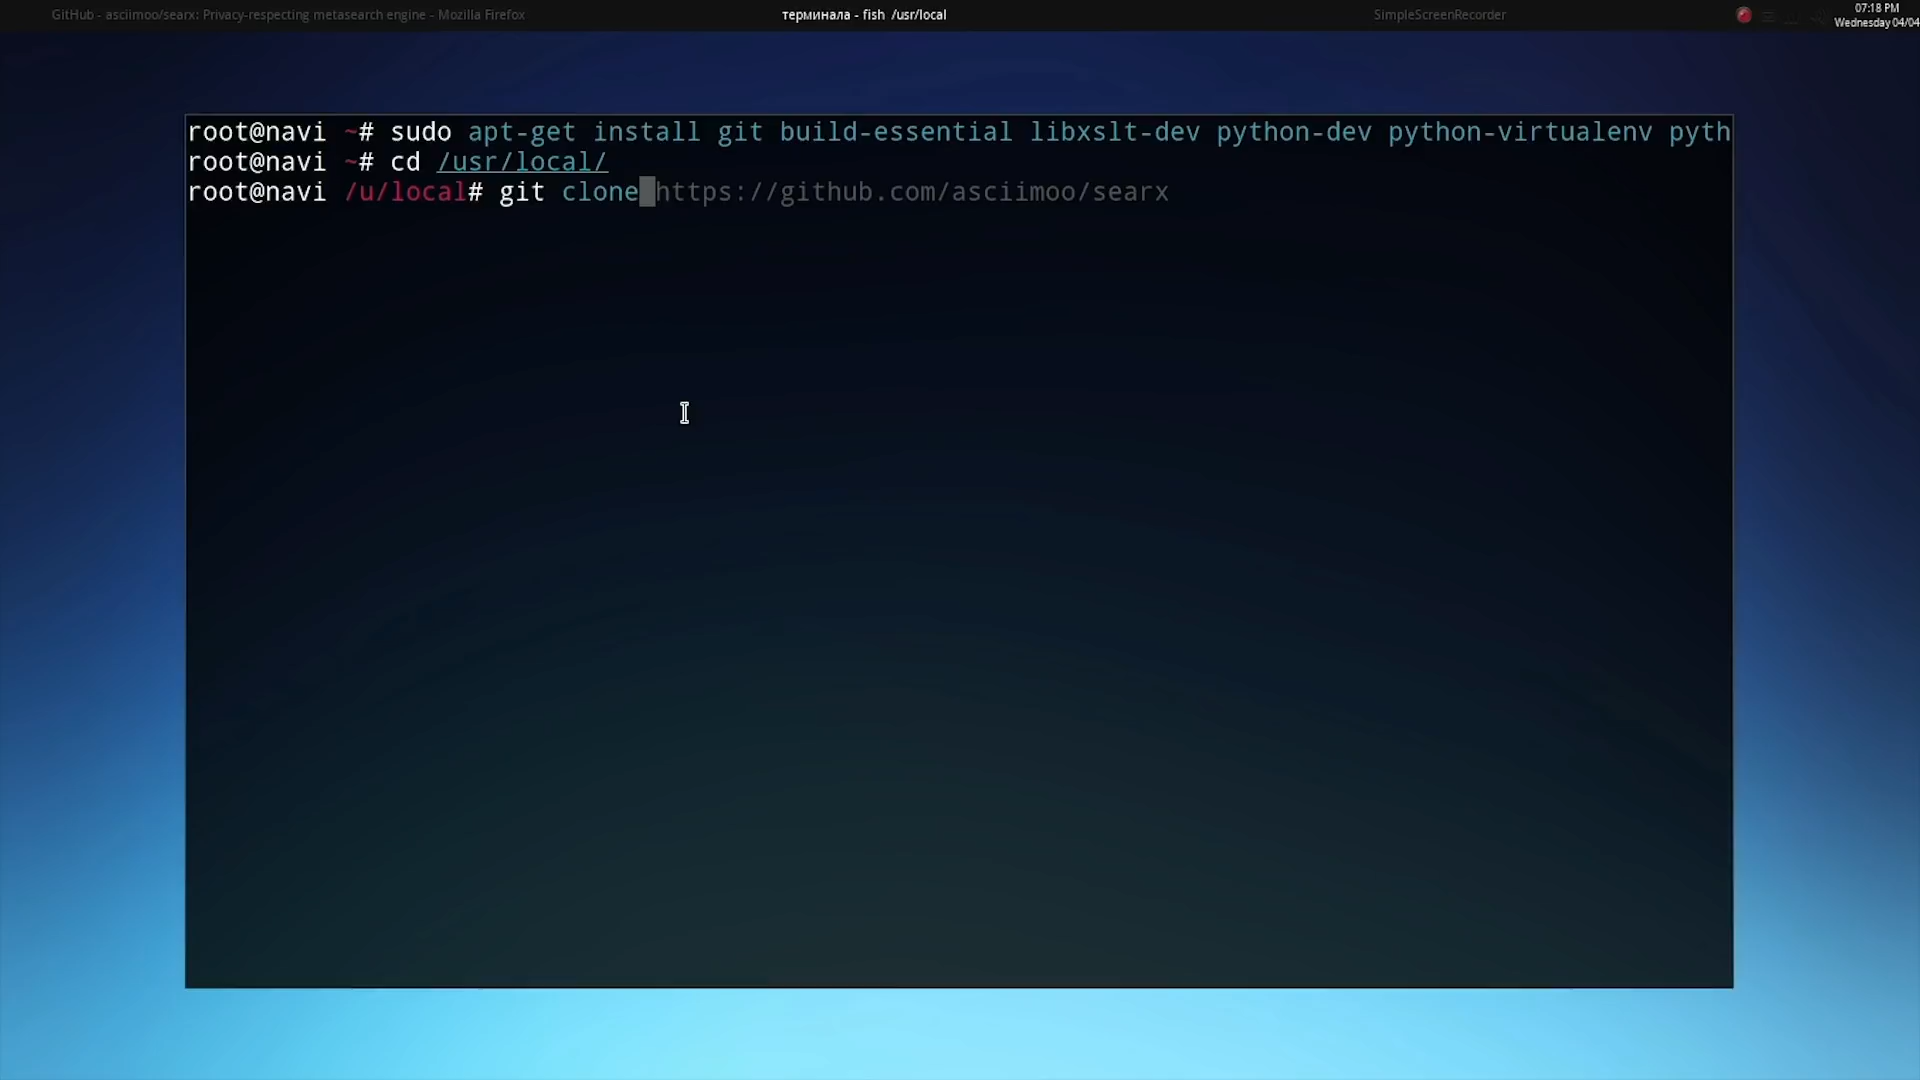 GitHub - asciimoo/searx: Privacy-respecting metasearch engine - Mozilla Firefox
терминала - fish /usr/local
SimpleScreenRecorder
07:18 PM
Wednesday 04/04
root@navi ~# sudo apt-get install git build-essential libxslt-dev python-dev python-virtualenv pyth
root@navi ~# cd /usr/local/
root@navi /u/local# git clone https://github.com/asciimoo/searx